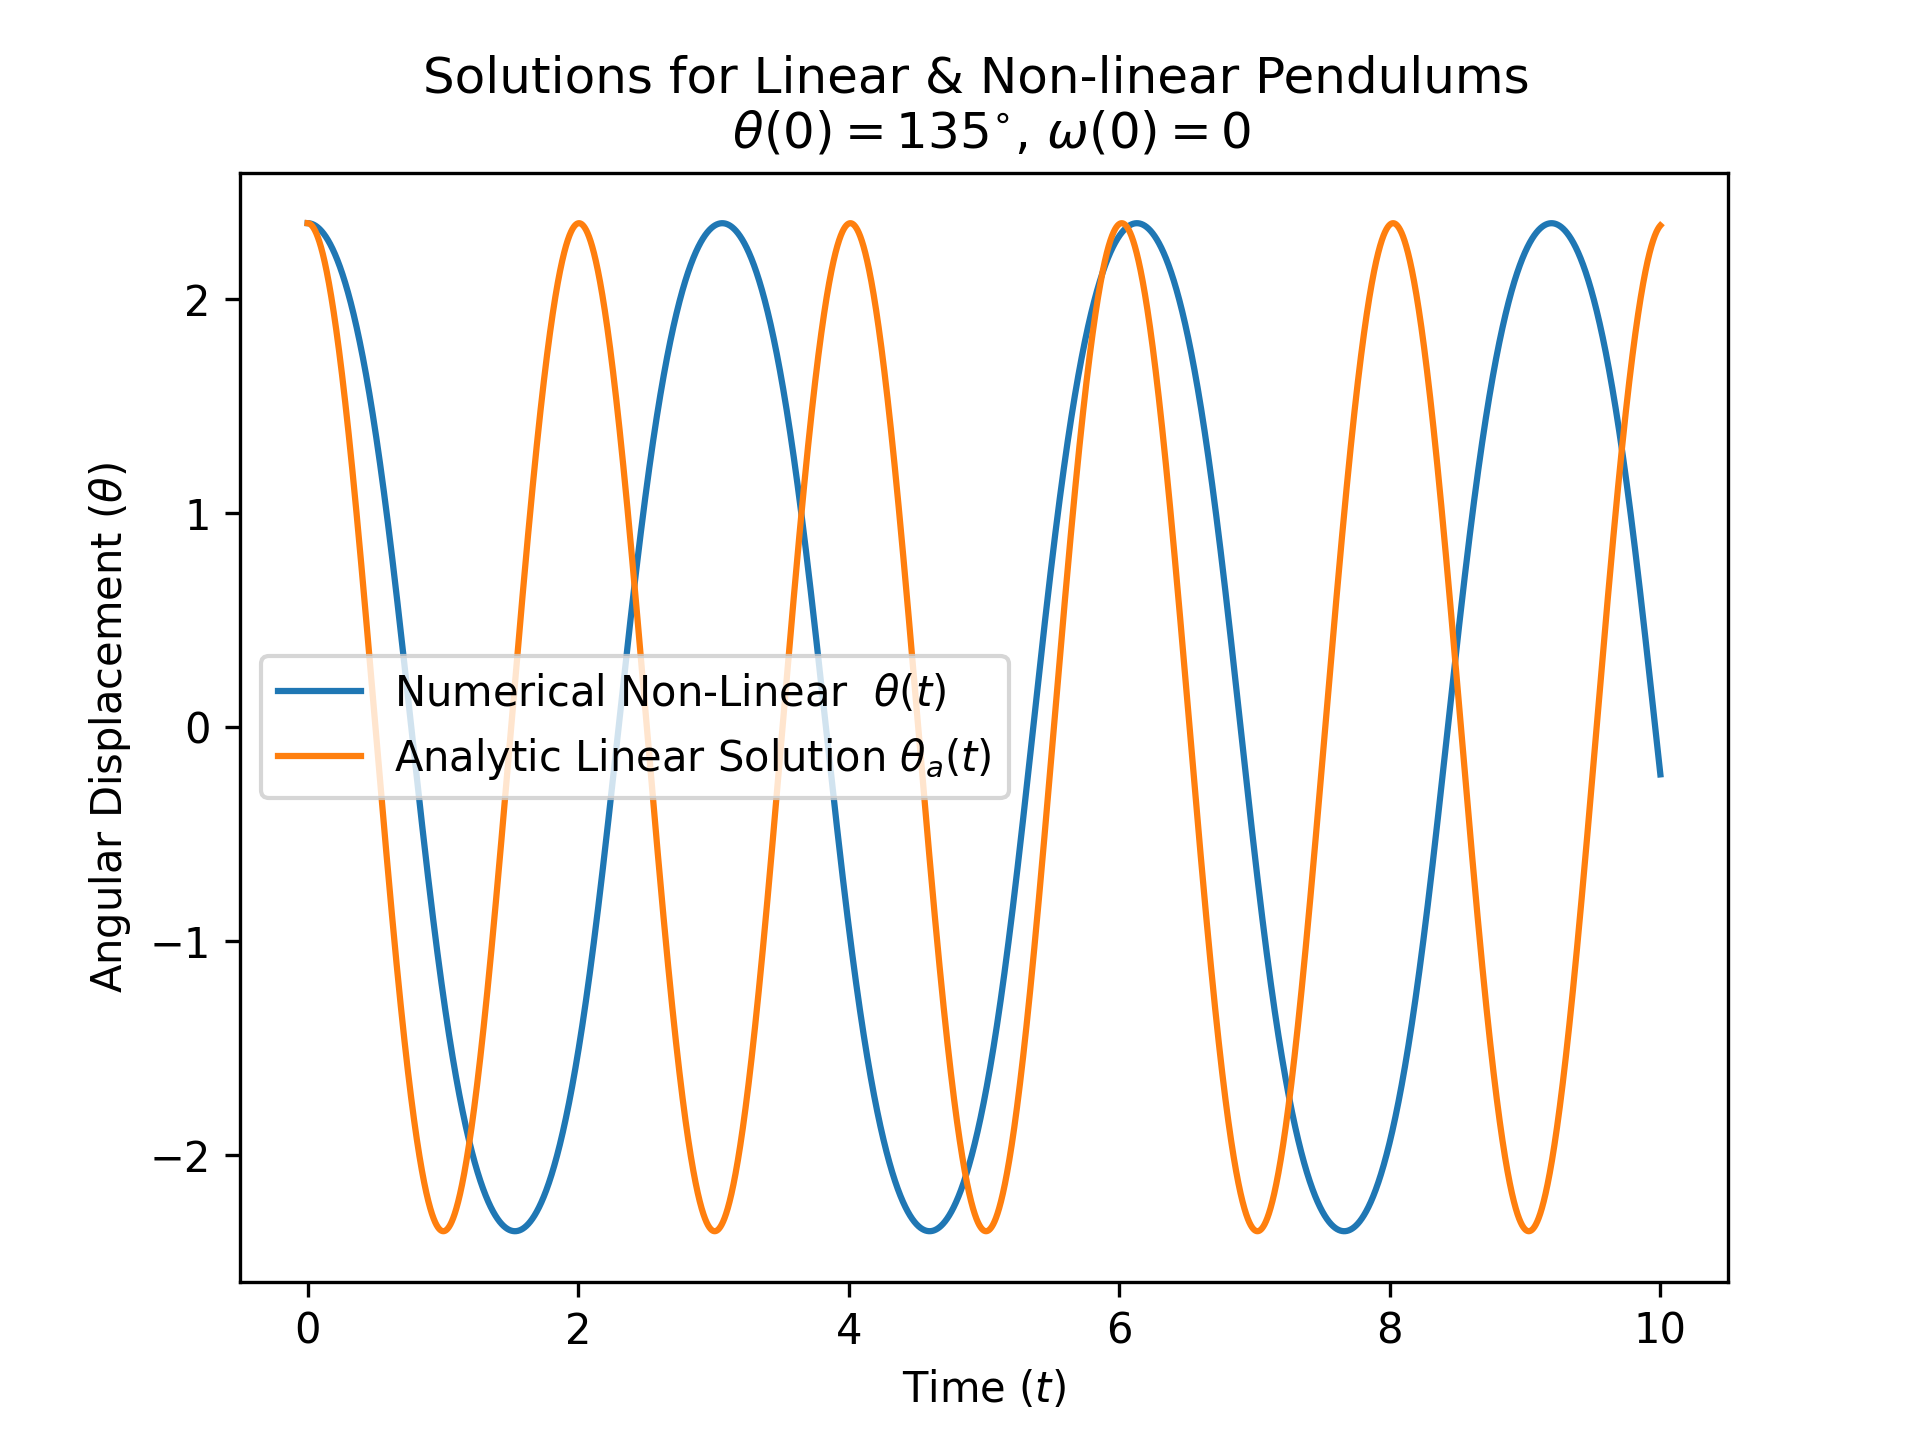 Solutions for Linear & Non-linear Pendulums
θ(0) = 135°, ω(0) = 0
Angular Displacement (θ)
2
1
0
−1
−2
Numerical Non-Linear θ(t)
Analytic Linear Solution θₐ(t)
0 2 4 6 8 10
Time (t)